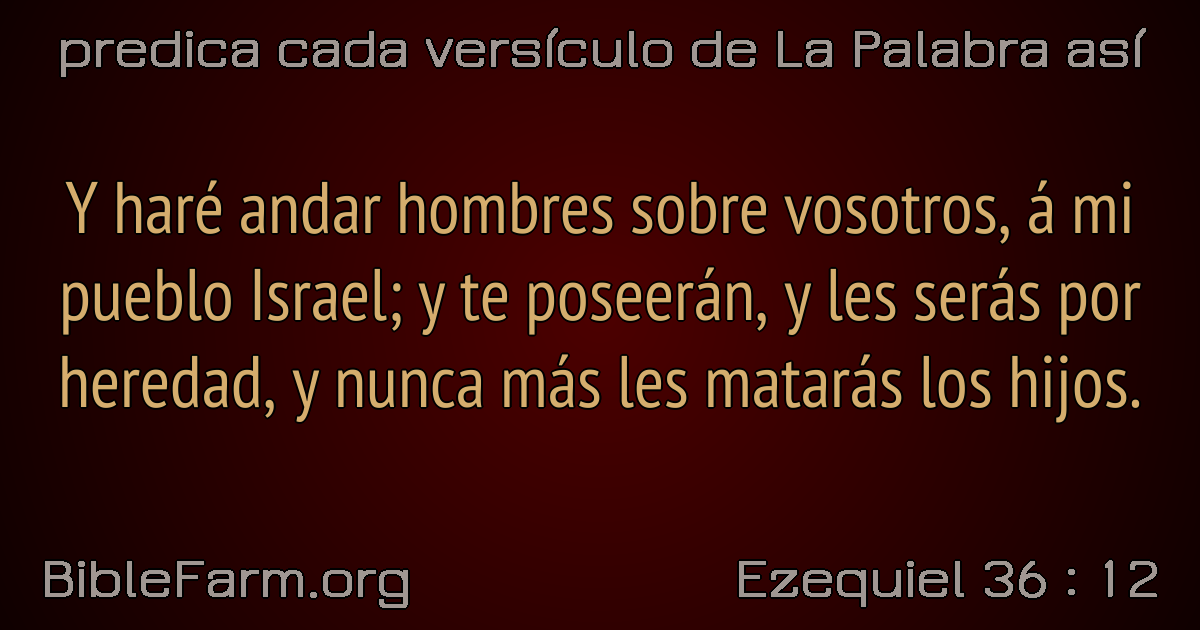 predica cada versículo de La Palabra así
Y haré andar hombres sobre vosotros, á mi
pueblo Israel; y te poseerán, y les serás por
heredad, y nunca más les matarás los hijos.
BibleFarm.org
Ezequiel 36 : 12